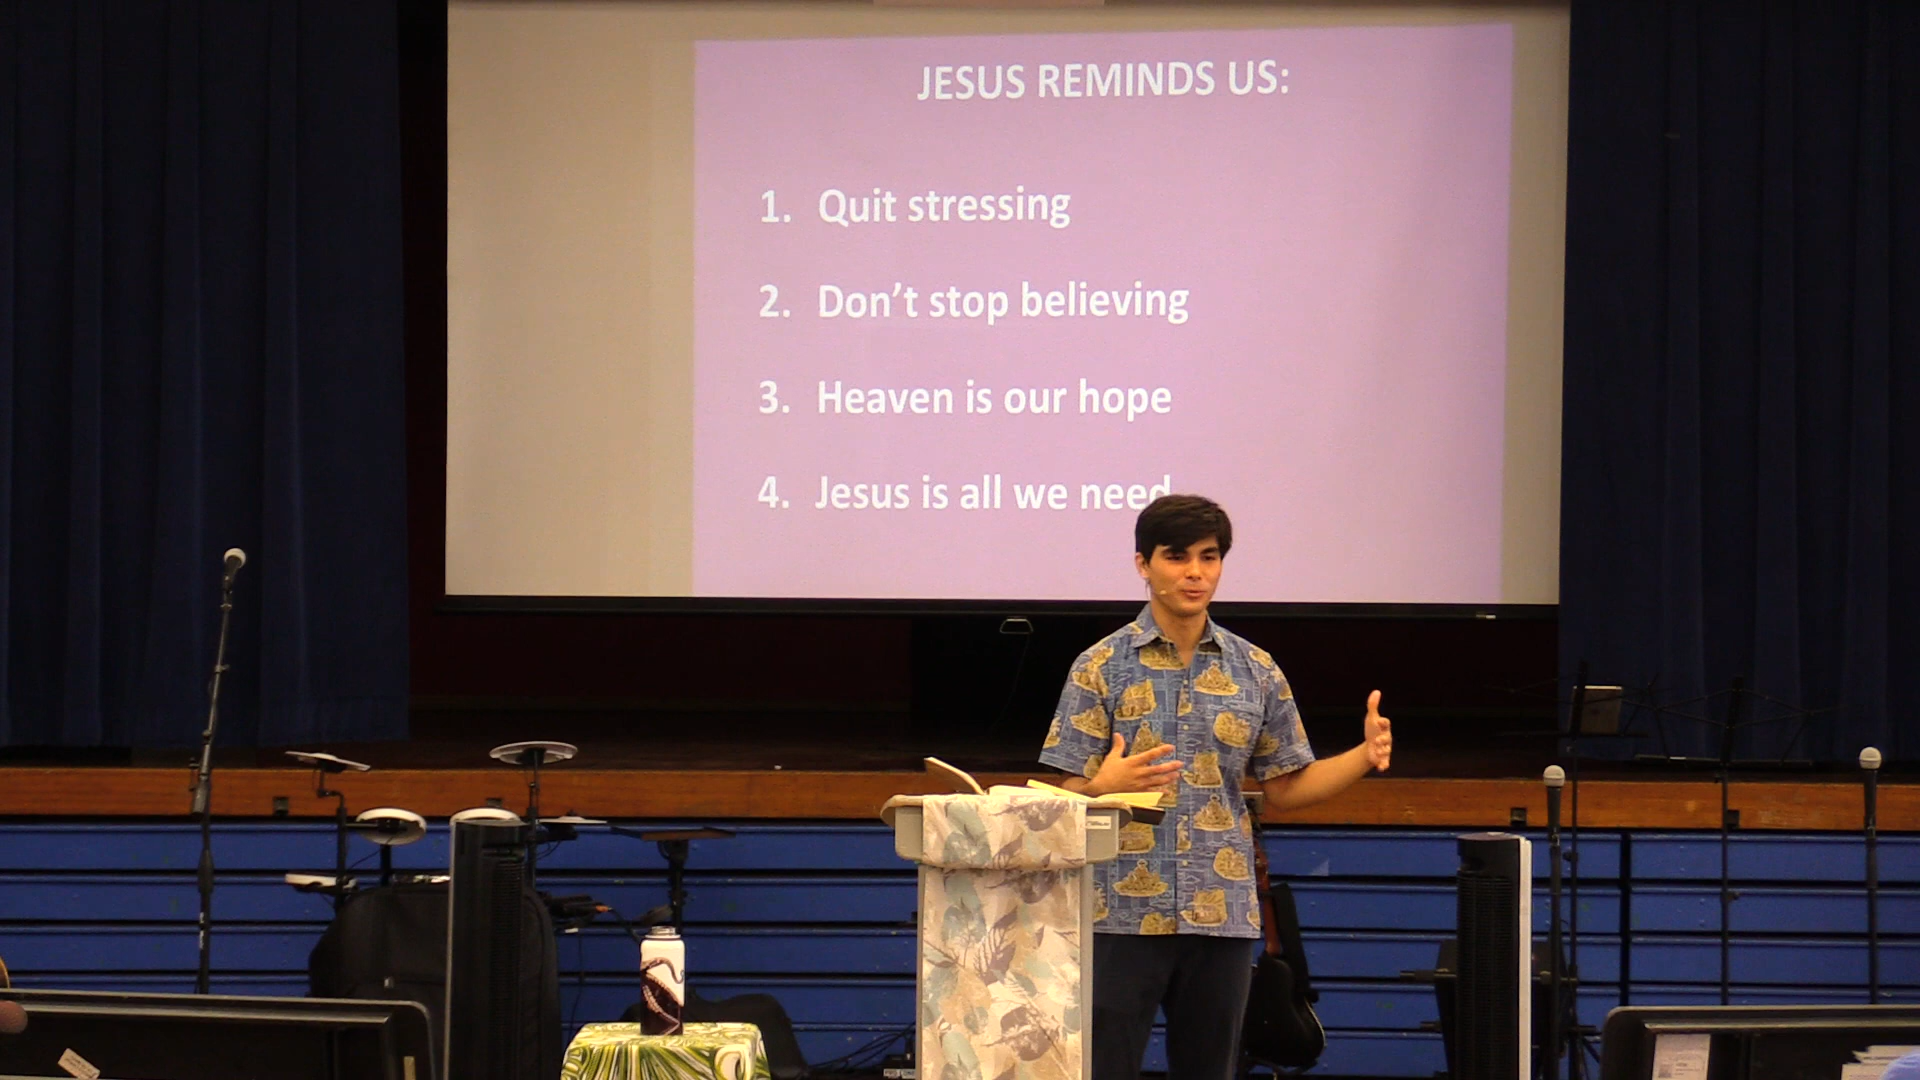 JESUS REMINDS US:
1. Quit stressing
2. Don't stop believing
3. Heaven is our hope
4. Jesus is all we need